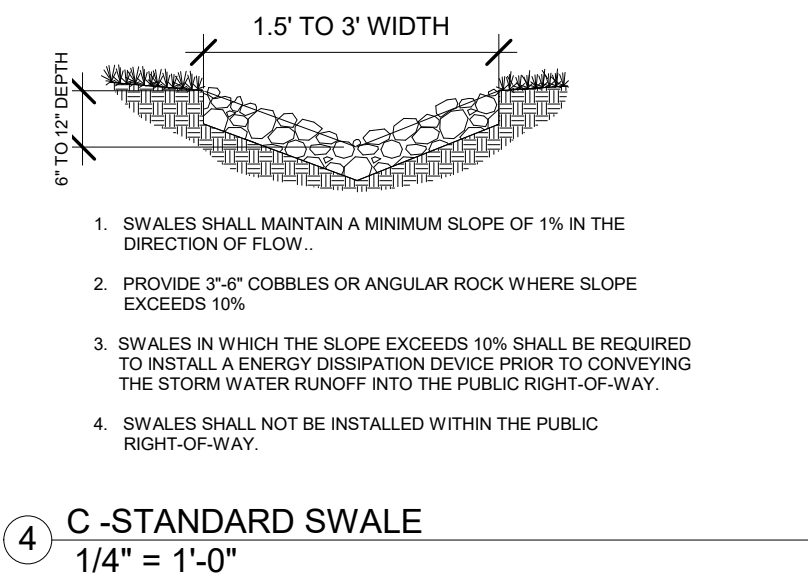 1.5' TO 3' WIDTH
6" TO 12" DEPTH
1. SWALES SHALL MAINTAIN A MINIMUM SLOPE OF 1% IN THE
DIRECTION OF FLOW..
2. PROVIDE 3"-6" COBBLES OR ANGULAR ROCK WHERE SLOPE
EXCEEDS 10%
3. SWALES IN WHICH THE SLOPE EXCEEDS 10% SHALL BE REQUIRED
TO INSTALL A ENERGY DISSIPATION DEVICE PRIOR TO CONVEYING
THE STORM WATER RUNOFF INTO THE PUBLIC RIGHT-OF-WAY.
4. SWALES SHALL NOT BE INSTALLED WITHIN THE PUBLIC
RIGHT-OF-WAY.
4 C -STANDARD SWALE
1/4" = 1'-0"